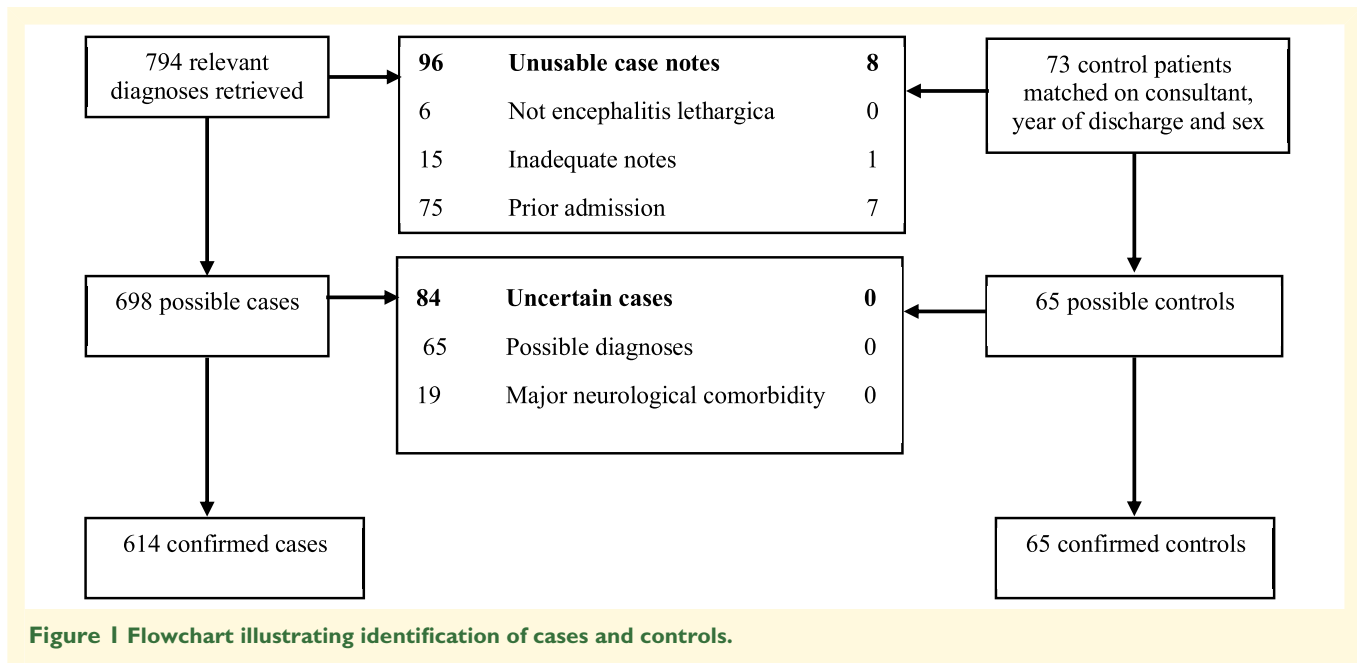 794 relevant
diagnoses retrieved
96 Unusable case notes 8
6 Not encephalitis lethargica 0
15 Inadequate notes 1
75 Prior admission 7
73 control patients
matched on consultant,
year of discharge and sex
698 possible cases
84 Uncertain cases 0
65 Possible diagnoses 0
19 Major neurological comorbidity 0
65 possible controls
614 confirmed cases
65 confirmed controls
Figure 1 Flowchart illustrating identification of cases and controls.